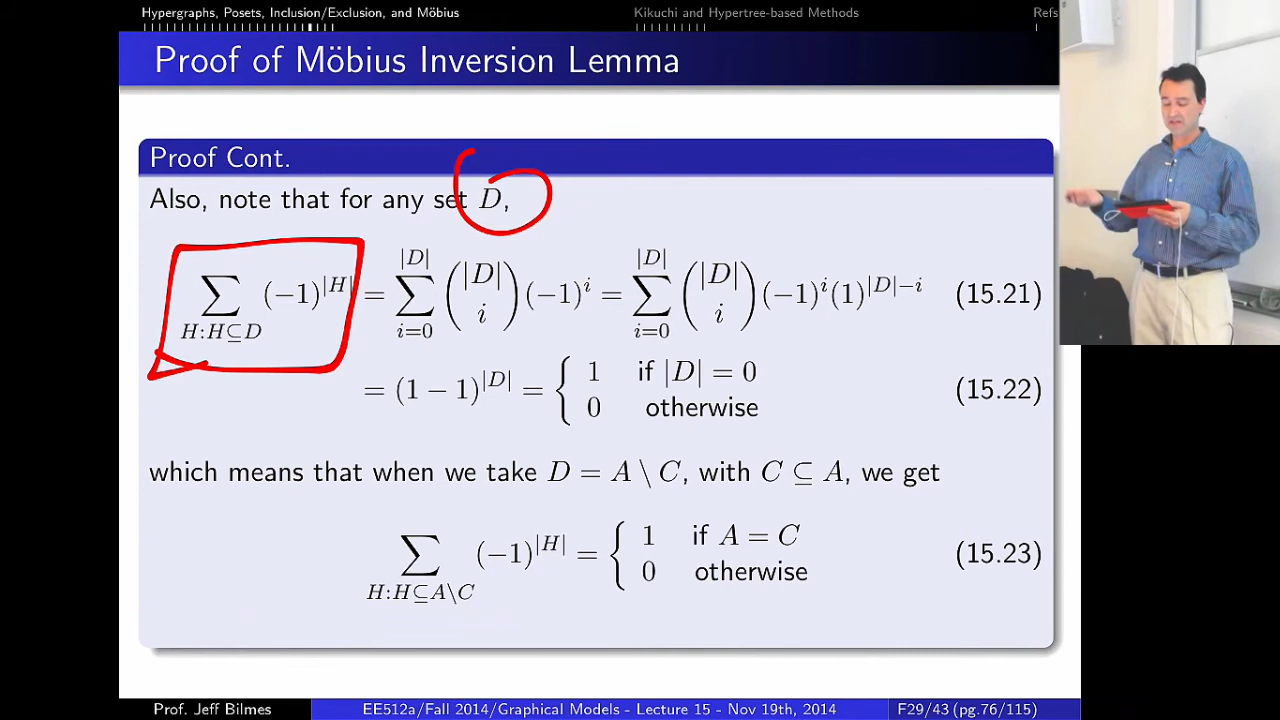 Hypergraphs, Posets, Inclusion/Exclusion, and Möbius Kikuchi and Hypertree-based Methods Refs
Proof of Möbius Inversion Lemma
Proof Cont.
Also, note that for any set D,
∑_{H:H⊆D} (−1)^{|H|} = ∑_{i=0}^{|D|} \binom{|D|}{i} (−1)^i = ∑_{i=0}^{|D|} \binom{|D|}{i} (−1)^i (1)^{|D|−i} (15.21)
= (1 − 1)^{|D|} = { 1 if |D| = 0
0 otherwise (15.22)
which means that when we take D = A \ C, with C ⊆ A, we get
∑_{H:H⊆A\C} (−1)^{|H|} = { 1 if A = C
0 otherwise (15.23)
Prof. Jeff Bilmes EE512a/Fall 2014/Graphical Models - Lecture 15 - Nov 19th, 2014 F29/43 (pg.76/115)